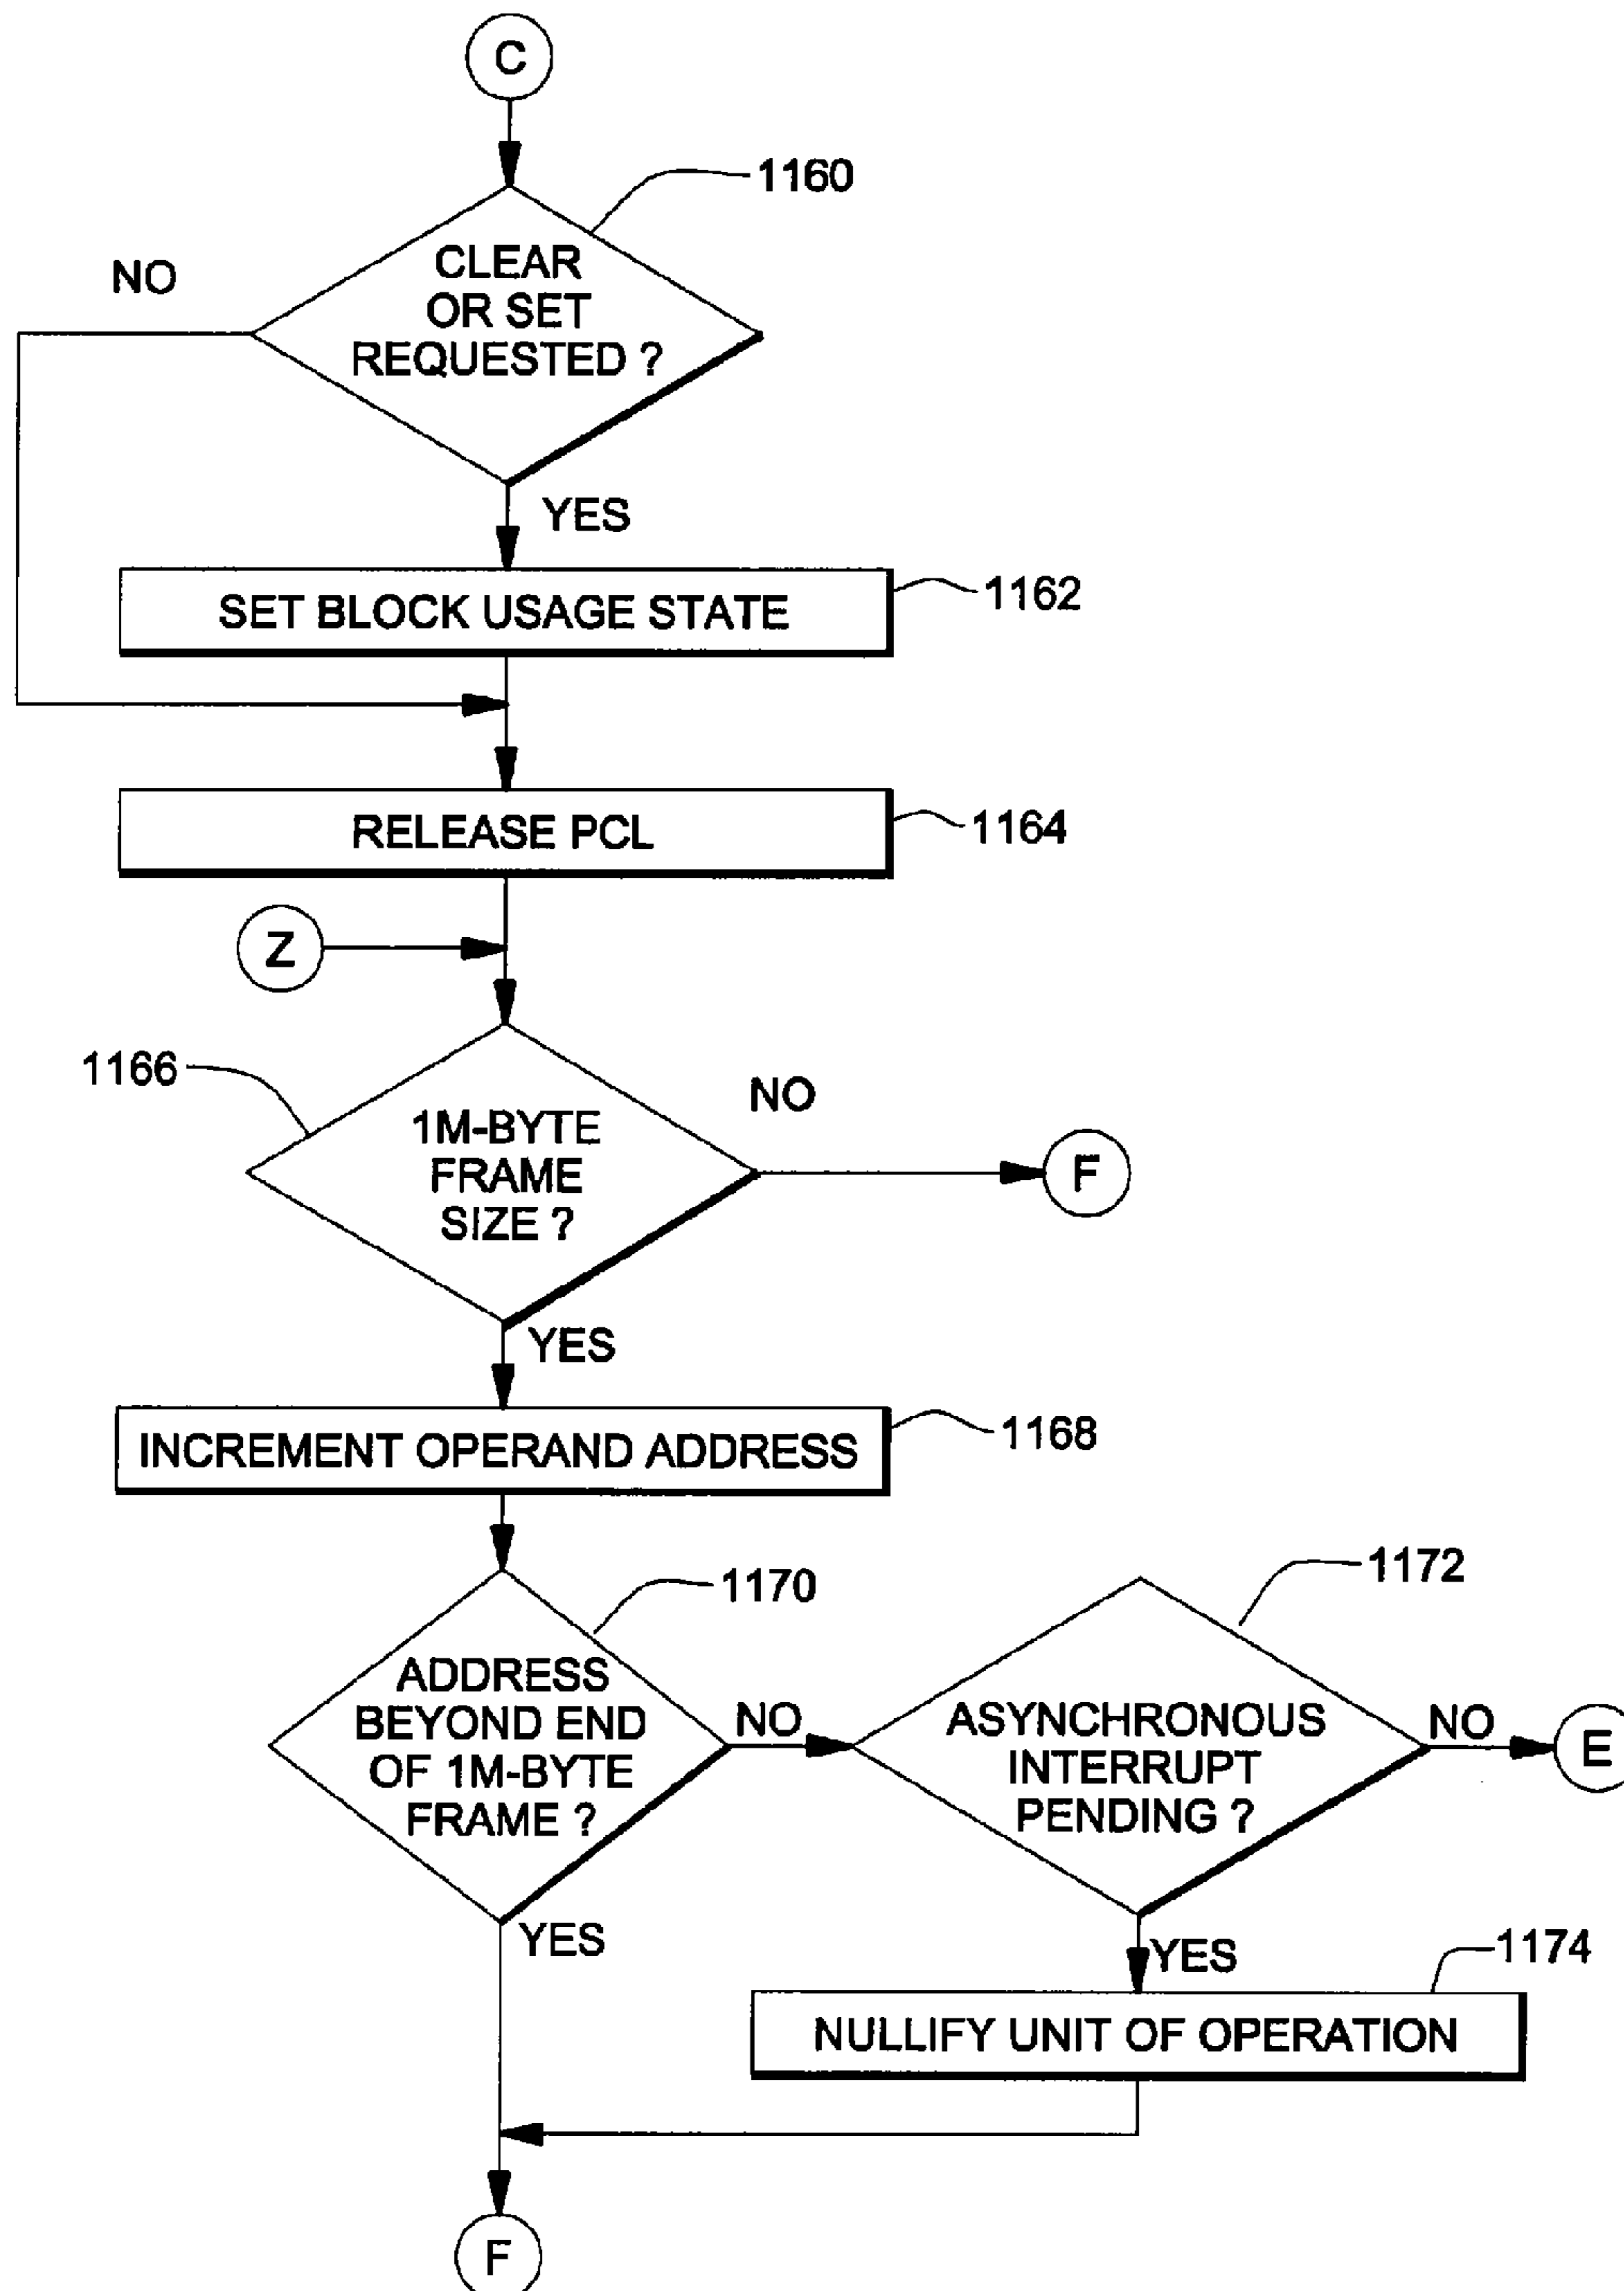 C
1160
CLEAR
OR SET
REQUESTED ?
NO
YES
SET BLOCK USAGE STATE
1162
RELEASE PCL
1164
Z
1166
1M-BYTE
FRAME
SIZE ?
NO
F
YES
INCREMENT OPERAND ADDRESS
1168
1170
ADDRESS
BEYOND END
OF 1M-BYTE
FRAME ?
NO
1172
ASYNCHRONOUS
INTERRUPT
PENDING ?
NO
E
YES
YES
1174
NULLIFY UNIT OF OPERATION
F